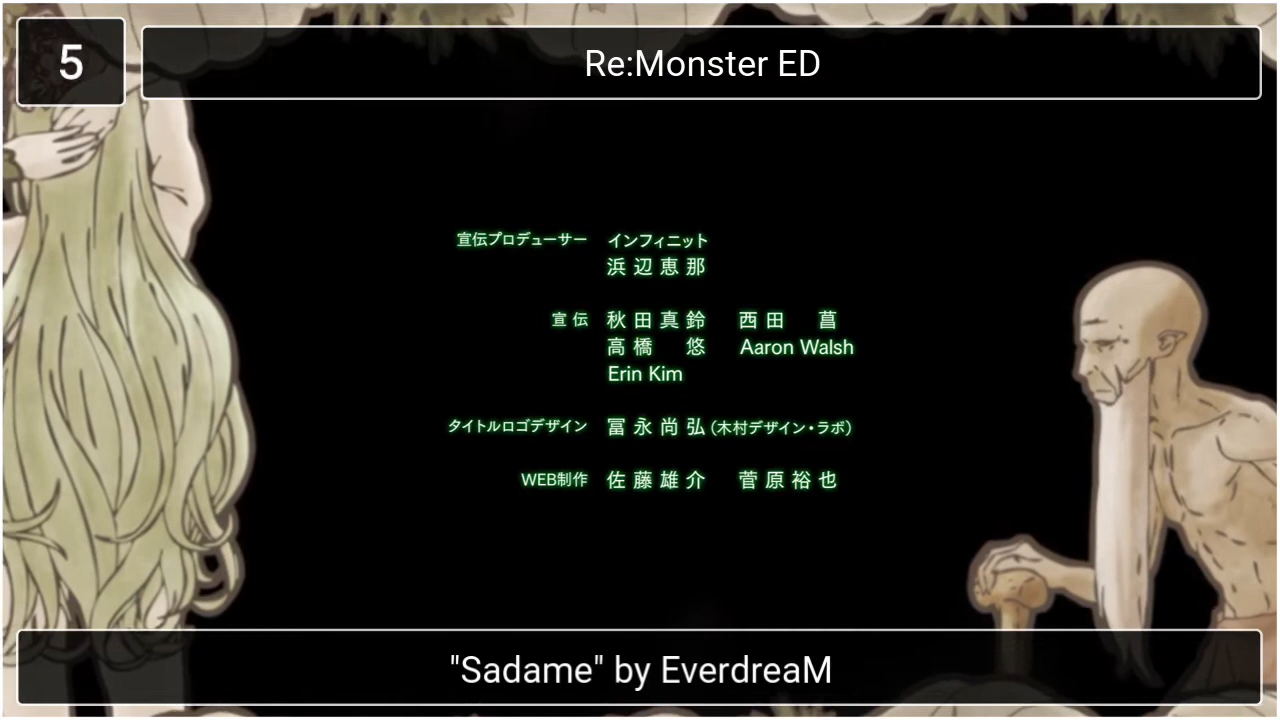 5
Re:Monster ED
宣伝プロデューサー インフィニット
浜辺恵那
宣伝 秋田真鈴 西田 菖
高橋 悠 Aaron Walsh
Erin Kim
タイトルロゴデザイン 冨永尚弘(木村デザイン・ラボ)
WEB制作 佐藤雄介 菅原裕也
"Sadame" by EverdreaM